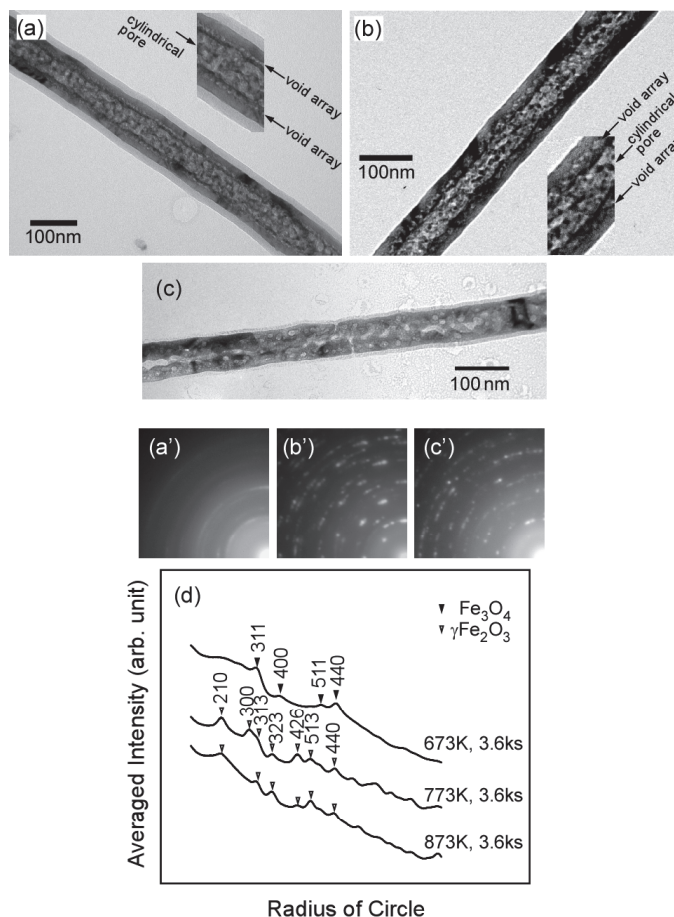 (a)
cylindrical
pore
void array
void array
100nm
(b)
void array
cylindrical
pore
void array
100nm
(c)
100 nm
(a')
(b')
(c')
(d)
Fe3O4
γFe2O3
311
400
511
440
673K, 3.6ks
210
300
313
323
426
513
440
773K, 3.6ks
873K, 3.6ks
Averaged Intensity (arb. unit)
Radius of Circle